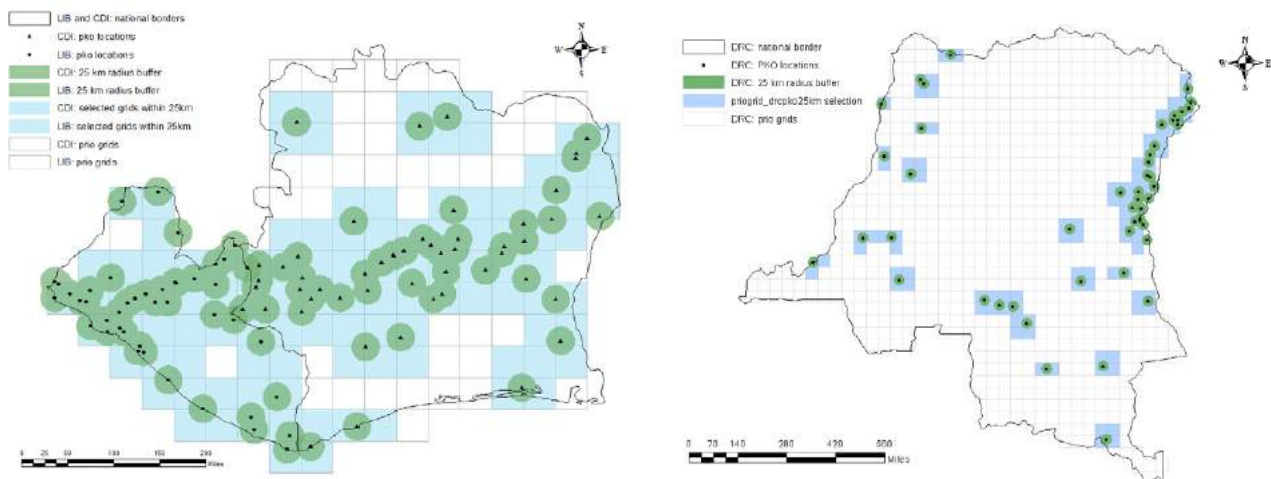 LIB and CDI: national borders
CDI: pko locations
LIB: pko locations
CDI: 25 km radius buffer
LIB: 25 km radius buffer
CDI: selected grids within 25km
LIB: selected grids within 25km
CDI: prio grids
LIB: prio grids
N
W E
S
0 25 50 100 150 200
Miles
DRC: national border
DRC: PKO locations
DRC: 25 km radius buffer
priogrid_drcpko25km selection
DRC: prio grids
N
W E
S
0 70 140 280 420 560
Miles